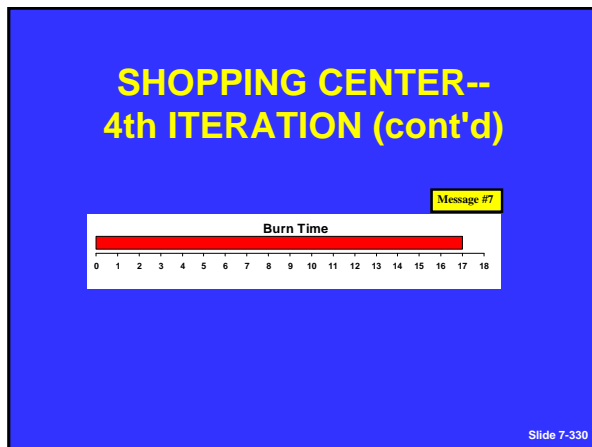 SHOPPING CENTER--
4th ITERATION (cont'd)
Message #7
Burn Time
0 1 2 3 4 5 6 7 8 9 10 11 12 13 14 15 16 17 18
Slide 7-330